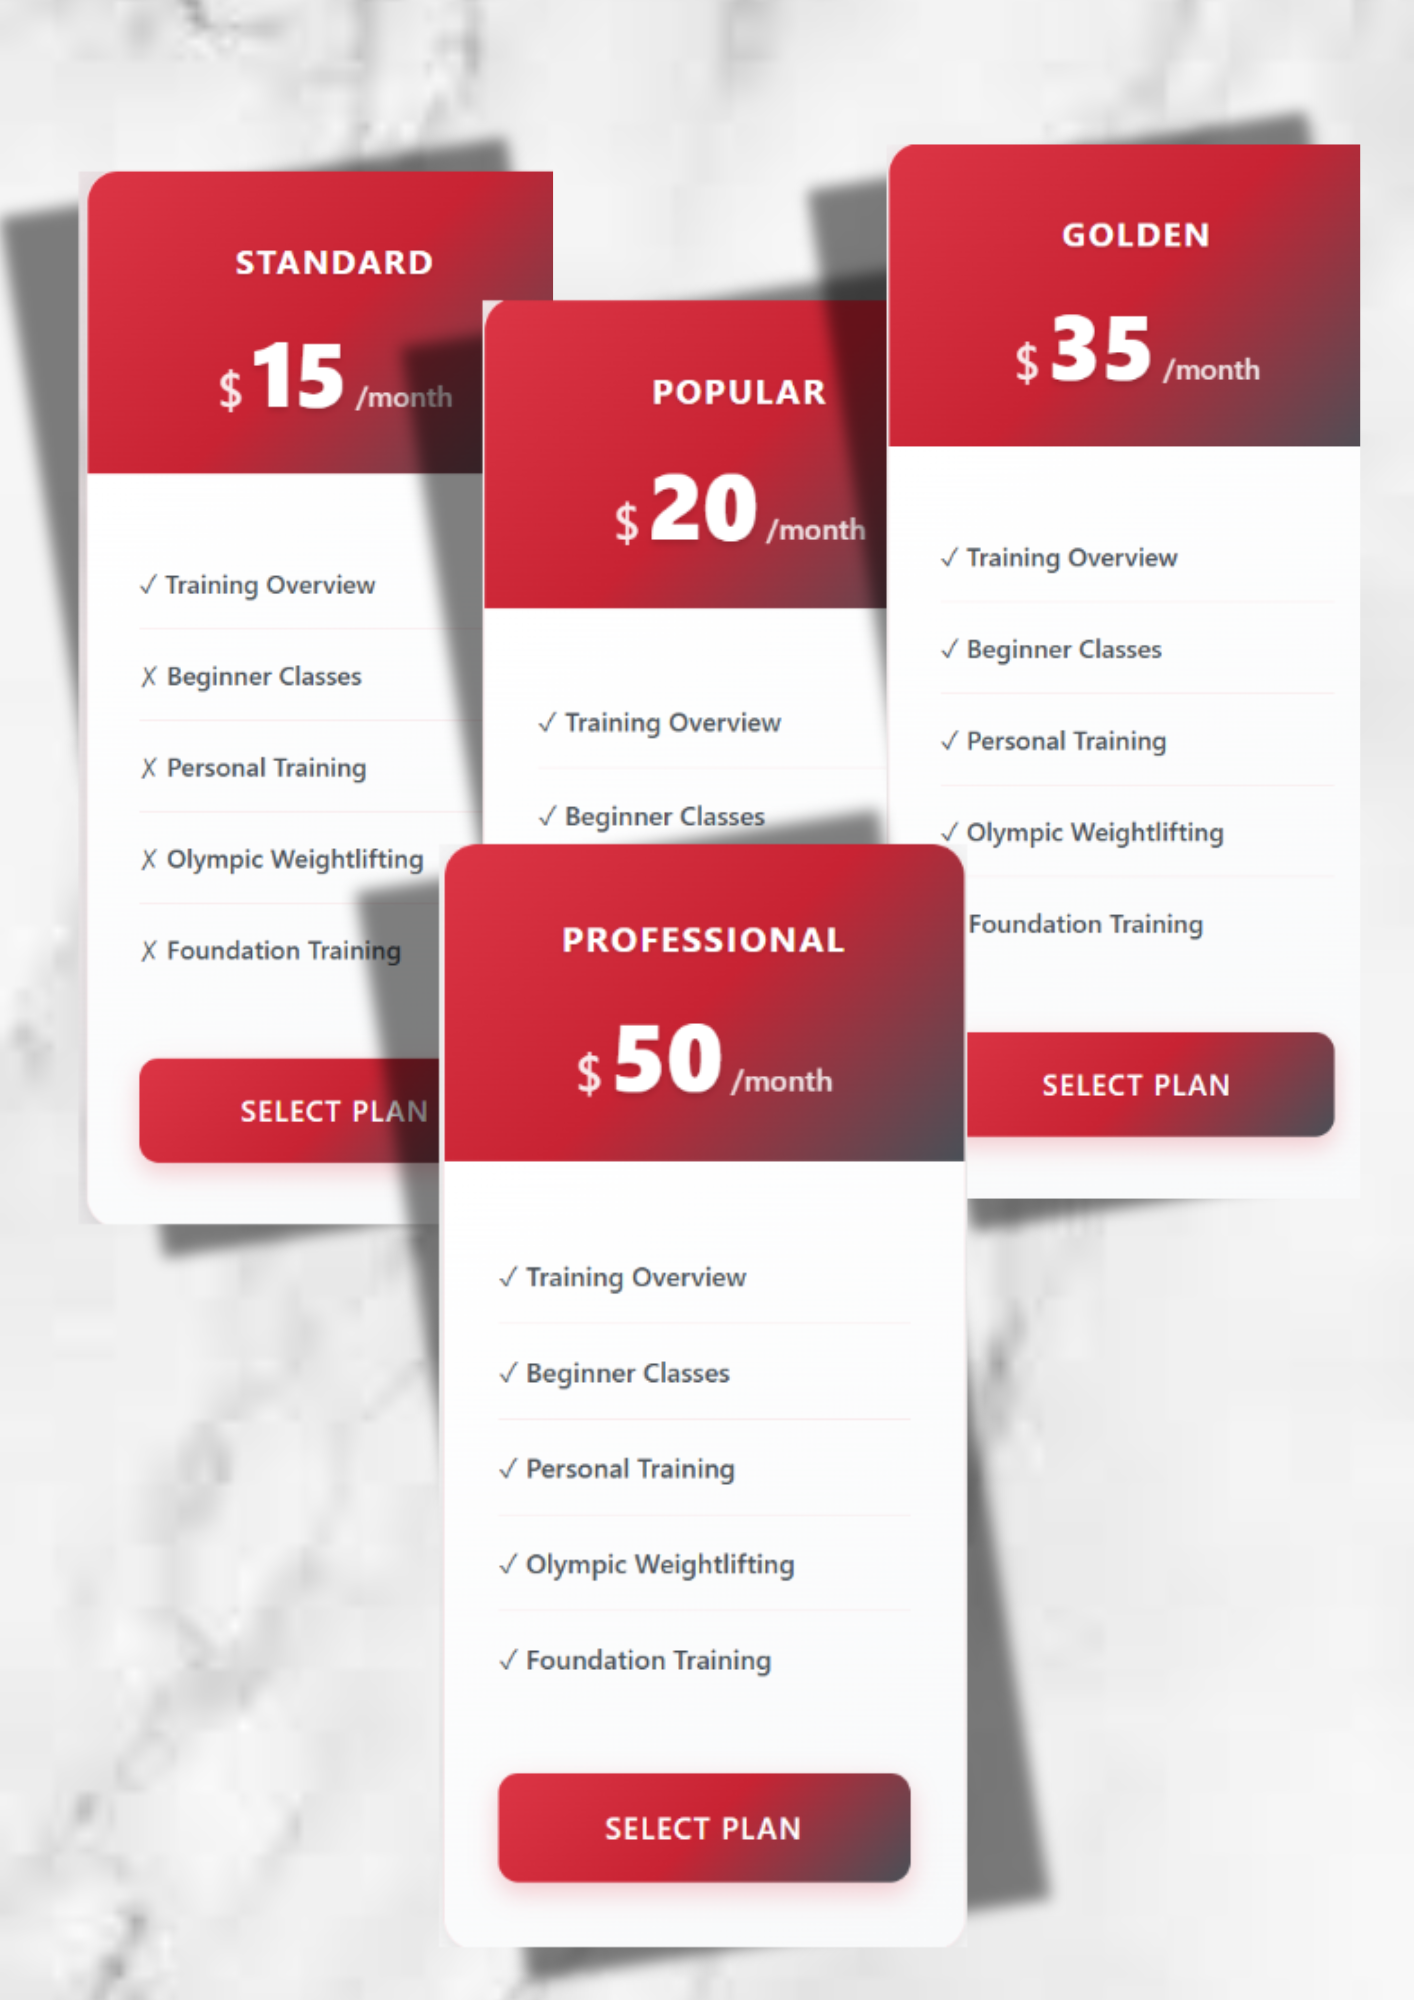 STANDARD
$ 15 /month
✓ Training Overview
✗ Beginner Classes
✗ Personal Training
✗ Olympic Weightlifting
✗ Foundation Training
SELECT PLAN
POPULAR
$ 20 /month
✓ Training Overview
✓ Beginner Classes
GOLDEN
$ 35 /month
✓ Training Overview
✓ Beginner Classes
✓ Personal Training
✓ Olympic Weightlifting
Foundation Training
SELECT PLAN
PROFESSIONAL
$ 50 /month
✓ Training Overview
✓ Beginner Classes
✓ Personal Training
✓ Olympic Weightlifting
✓ Foundation Training
SELECT PLAN